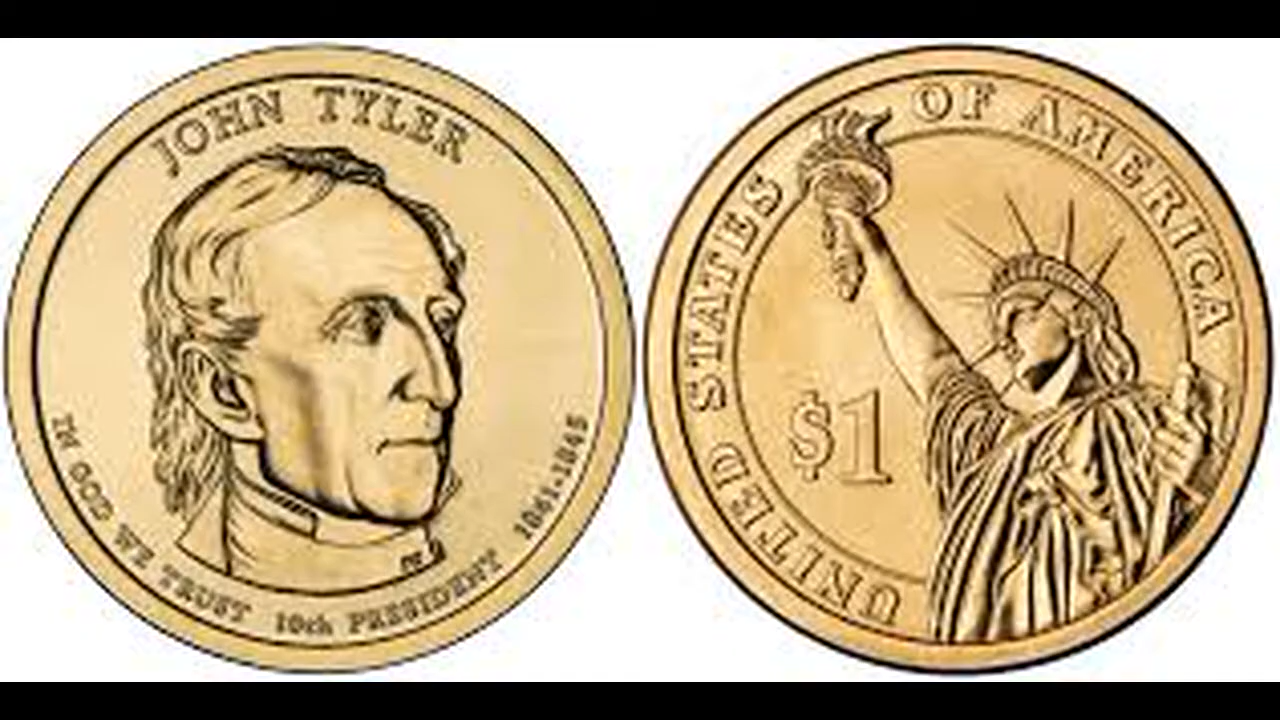 JOHN TYLER
IN GOD WE TRUST 10th PRESIDENT 1841-1845
UNITED STATES OF AMERICA
$1